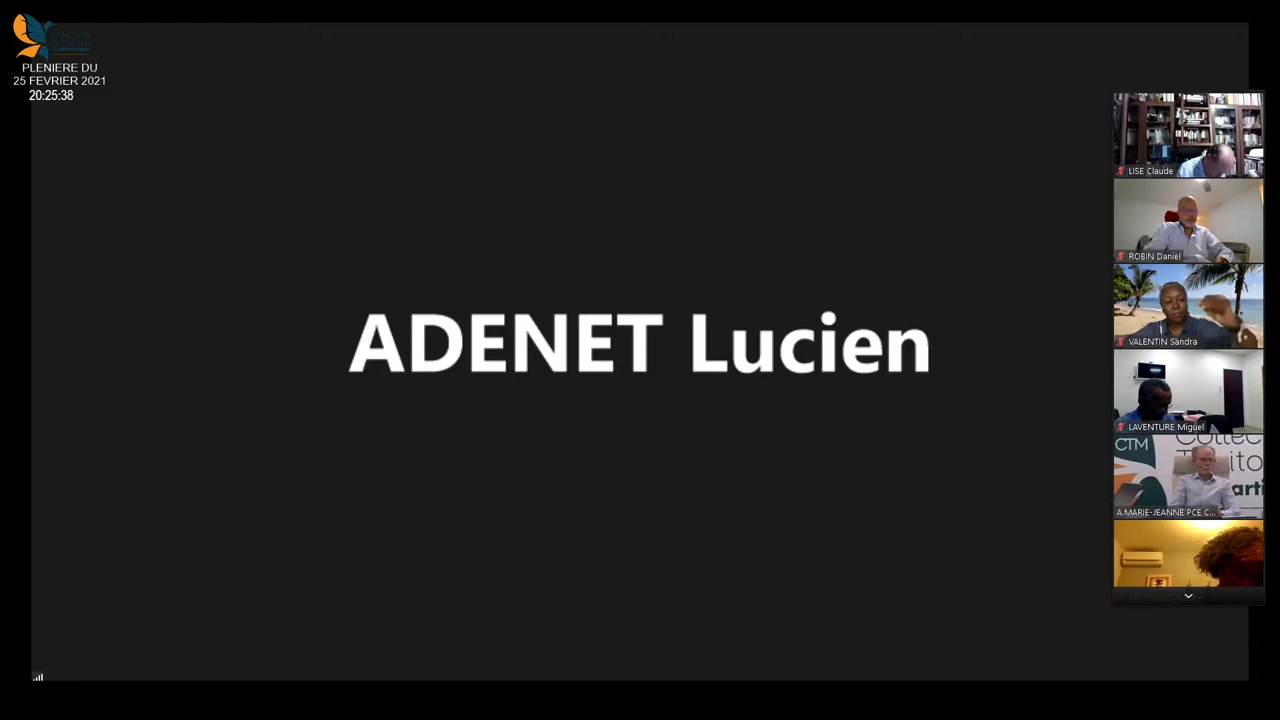 PLENIERE DU
25 FEVRIER 2021
20:25:38
ADENET Lucien
LISE Claude
ROBIN Daniel
VALENTIN Sandra
LAVENTURE Miguel
CTM
A.MARIE-JEANNE PCE C...